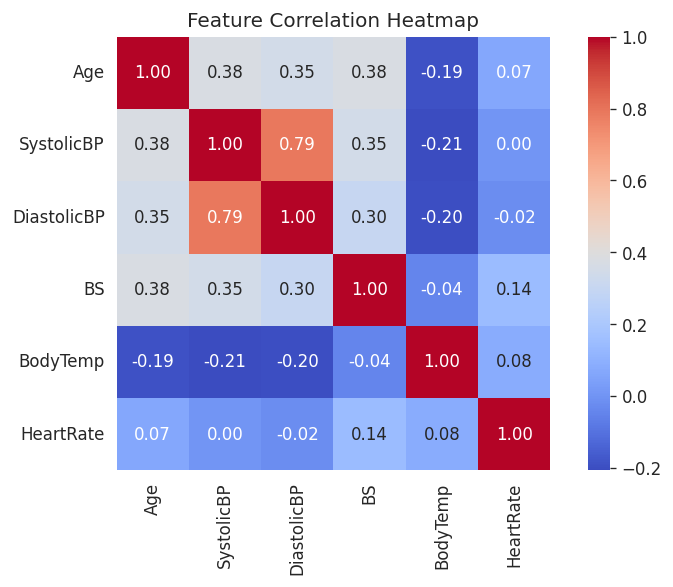 Feature Correlation Heatmap
Age 1.00 0.38 0.35 0.38 -0.19 0.07
SystolicBP 0.38 1.00 0.79 0.35 -0.21 0.00
DiastolicBP 0.35 0.79 1.00 0.30 -0.20 -0.02
BS 0.38 0.35 0.30 1.00 -0.04 0.14
BodyTemp -0.19 -0.21 -0.20 -0.04 1.00 0.08
HeartRate 0.07 0.00 -0.02 0.14 0.08 1.00
Age SystolicBP DiastolicBP BS BodyTemp HeartRate
1.0
0.8
0.6
0.4
0.2
0.0
−0.2